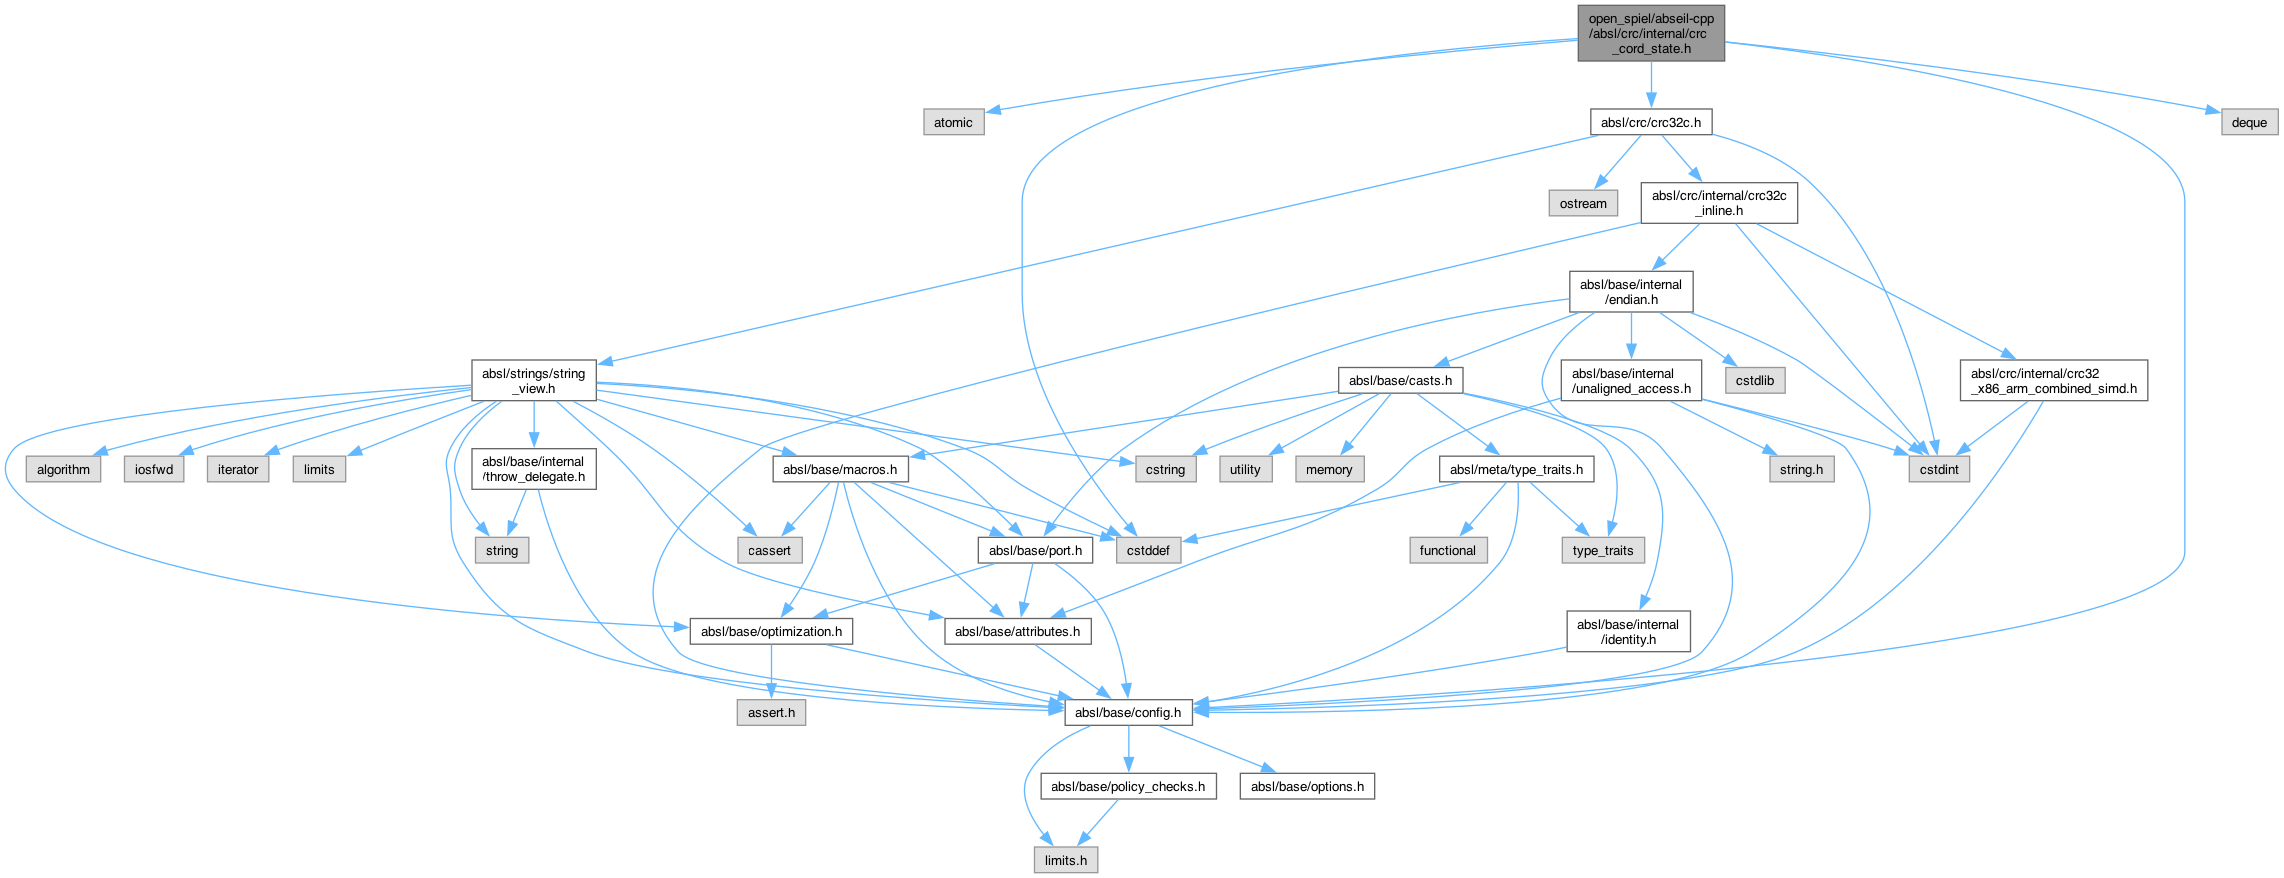 open_spiel/abseil-cpp
/absl/crc/internal/crc
_cord_state.h
atomic
absl/crc/crc32c.h
deque
ostream
absl/crc/internal/crc32c
_inline.h
absl/base/internal
/endian.h
absl/strings/string
_view.h
absl/base/casts.h
absl/base/internal
/unaligned_access.h
cstdlib
absl/crc/internal/crc32
_x86_arm_combined_simd.h
algorithm
iosfwd
iterator
limits
absl/base/internal
/throw_delegate.h
absl/base/macros.h
cstring
utility
memory
absl/meta/type_traits.h
string.h
cstdint
string
cassert
absl/base/port.h
cstddef
functional
type_traits
absl/base/optimization.h
absl/base/attributes.h
absl/base/internal
/identity.h
assert.h
absl/base/config.h
absl/base/policy_checks.h
absl/base/options.h
limits.h